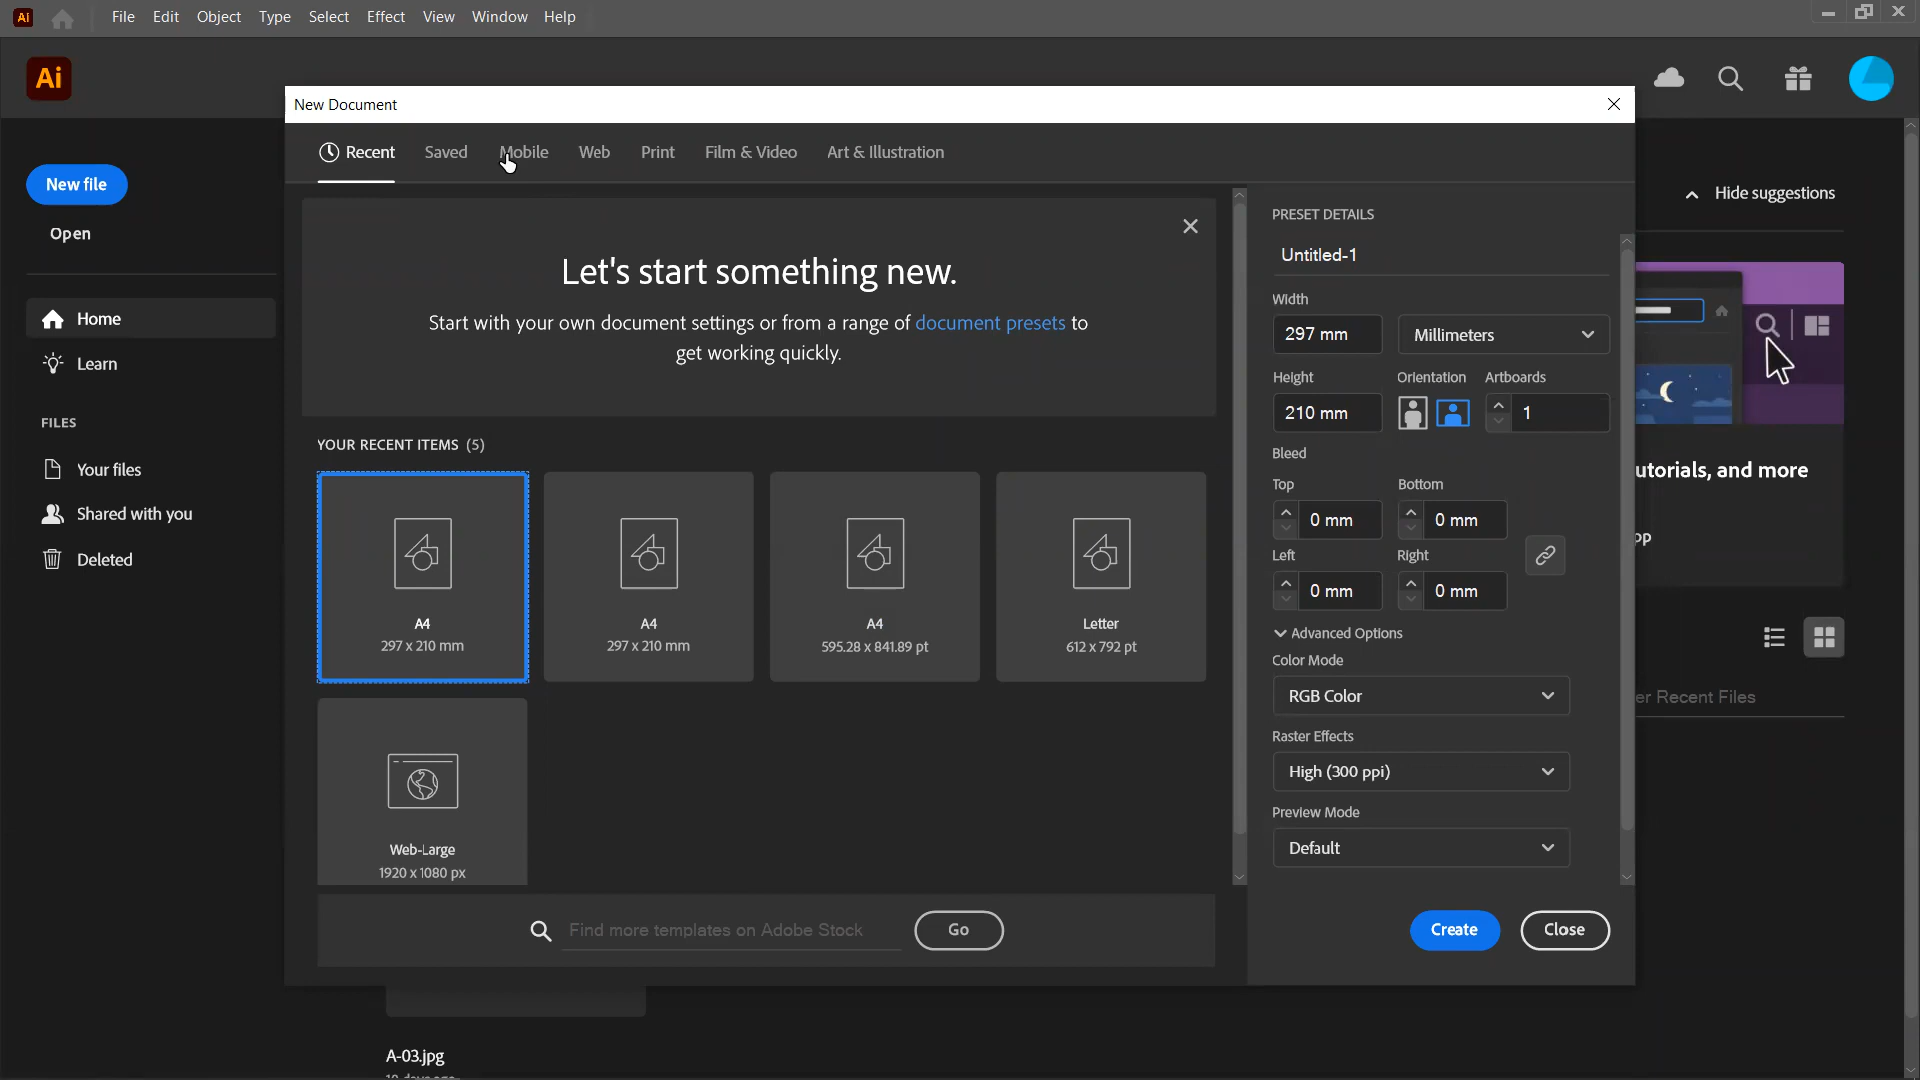 Ai
File Edit Object Type Select Effect View Window Help
Ai
New Document
Recent Saved Mobile Web Print Film & Video Art & Illustration
New file
Open
Home
Learn
FILES
Your files
Shared with you
Deleted
Let's start something new.
Start with your own document settings or from a range of document presets to
get working quickly.
YOUR RECENT ITEMS (5)
A4
297 x 210 mm
A4
297 x 210 mm
A4
595.28 x 841.89 pt
Letter
612 x 792 pt
Web-Large
1920 x 1080 px
Find more templates on Adobe Stock
Go
PRESET DETAILS
Untitled-1
Width
297 mm
Millimeters
Height
Orientation
Artboards
210 mm
1
Bleed
Top
Bottom
0 mm
0 mm
Left
Right
0 mm
0 mm
Advanced Options
Color Mode
RGB Color
Raster Effects
High (300 ppi)
Preview Mode
Default
Create
Close
Hide suggestions
utorials, and more
pp
er Recent Files
A-03.jpg